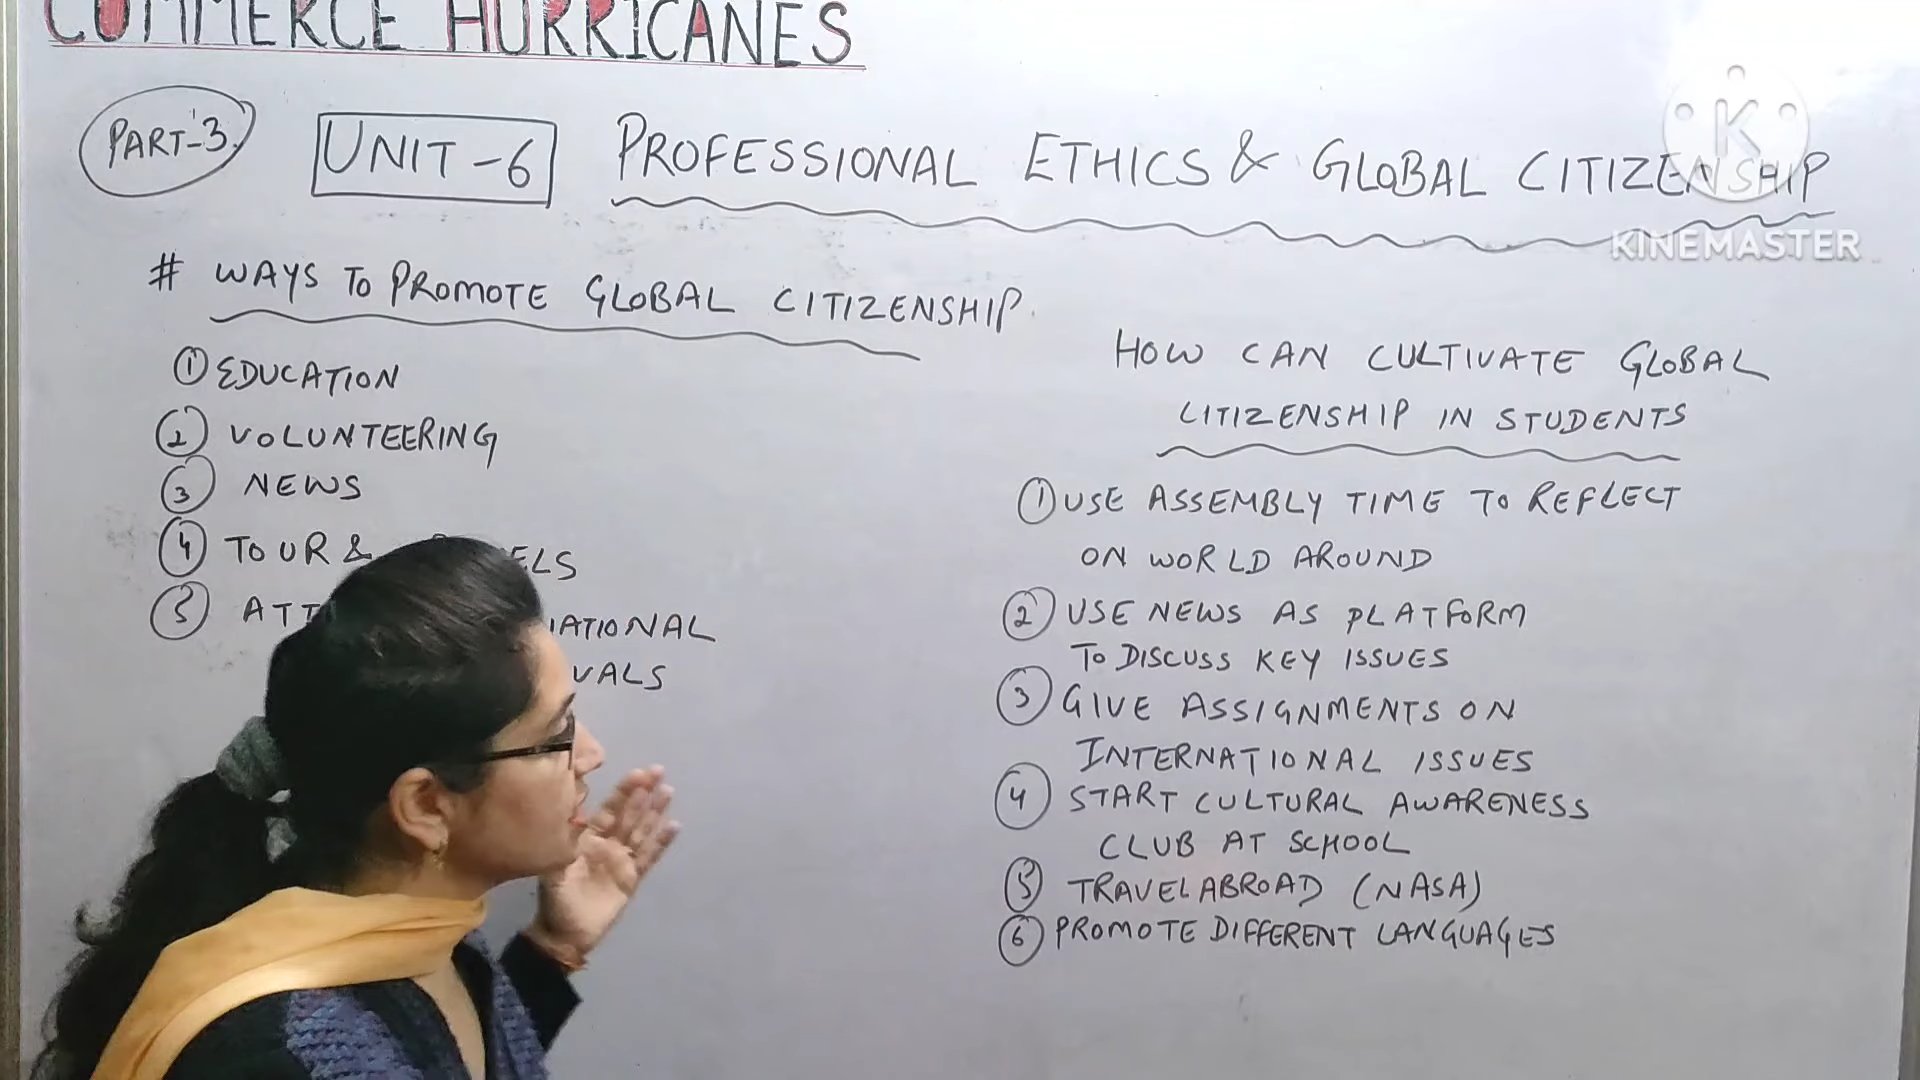 COMMERCE HURRICANES
PART-3.
UNIT-6 PROFESSIONAL ETHICS & GLOBAL CITIZENSHIP
KINEMASTER
# WAYS TO PROMOTE GLOBAL CITIZENSHIP.
① EDUCATION
② VOLUNTEERING
③ NEWS
④ TOUR &
⑤
HOW CAN CULTIVATE GLOBAL
CITIZENSHIP IN STUDENTS
① USE ASSEMBLY TIME TO REFLECT
ON WORLD AROUND
② USE NEWS AS PLATFORM
TO DISCUSS KEY ISSUES
③ GIVE ASSIGNMENTS ON
INTERNATIONAL ISSUES
④ START CULTURAL AWARENESS
CLUB AT SCHOOL
⑤ TRAVEL ABROAD (NASA)
⑥ PROMOTE DIFFERENT LANGUAGES